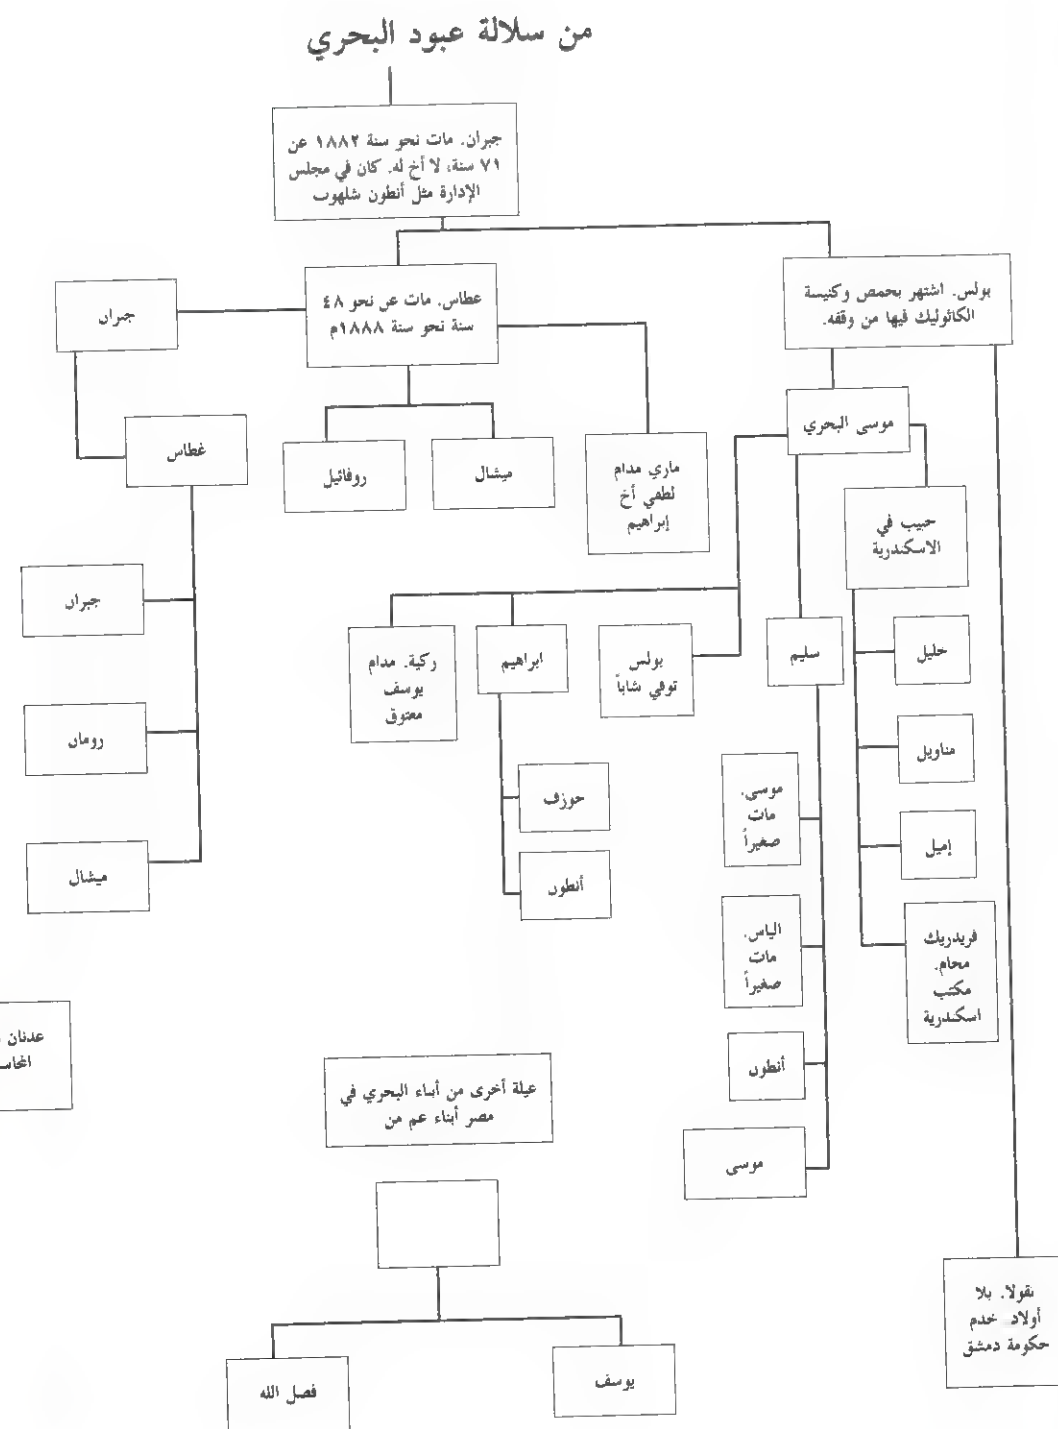 من سلالة عبود البحري
جبران. مات نحو سنة ١٨٨٢ عن
٧١ سنة، لا أخ له. كان في مجلس
الإدارة مثل أنطون شلهوب
بولس. اشتهر بحمص وكنيسة
الكاثوليك فيها من وقفه.
عطاس. مات عن نحو ٤٨
سنة نحو سنة ١٨٨٨م
جبران
موسى البحري
غطاس
ميشال
روفائيل
ماري مدام
لطفي أخ
إبراهيم
حبيب في
الاسكندرية
جبران
خليل
سليم
بولس
توفي شاباً
ابراهيم
ركية. مدام
يوسف
معتوق
رومان
مناويل
موسى.
مات
صغيراً
جوزف
إميل
ميشال
أنطون
الياس.
مات
صغيراً
فريدريك
محام.
مكتب
اسكندرية
عدنان
أنطون
عيلة أخرى من أبناء البحري في
مصر أبناء عم من
موسى
نقولا. بلا
أولاد. خدم
حكومة دمشق
يوسف
فضل الله